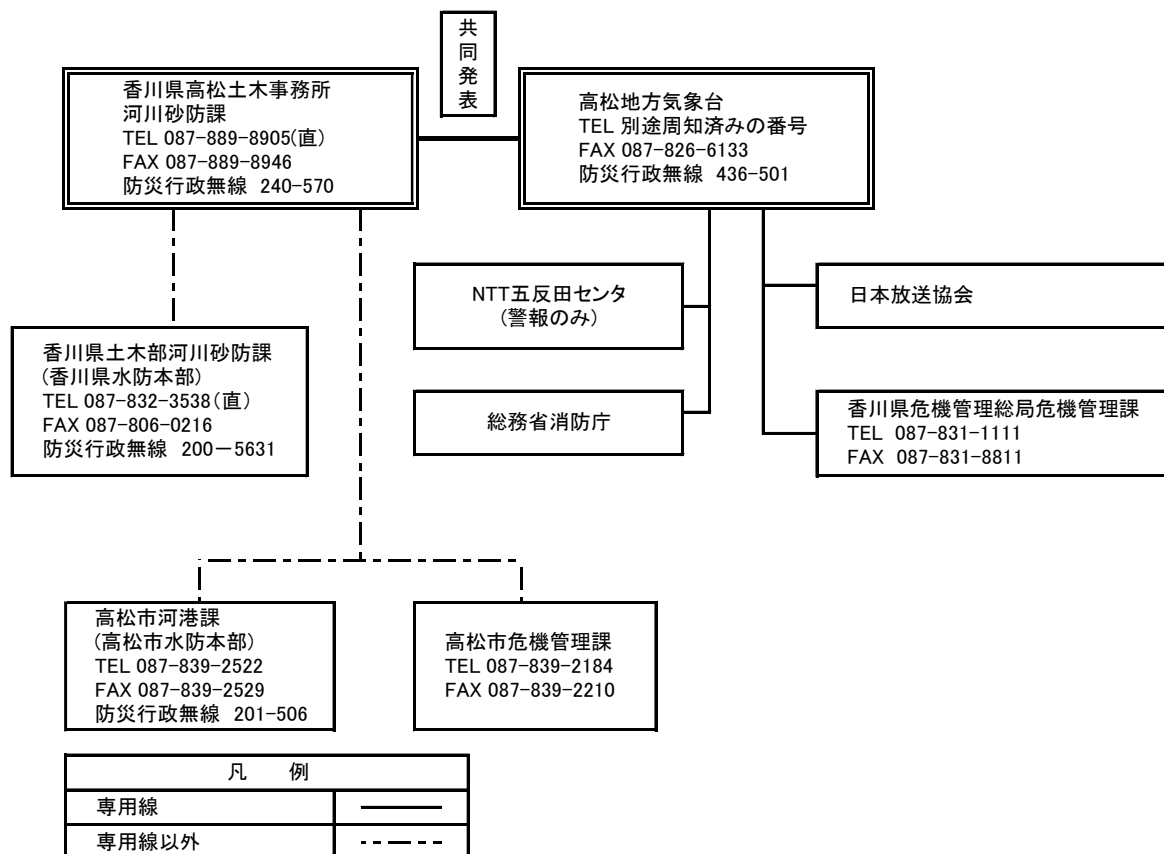 共同発表
香川県高松土木事務所
河川砂防課
TEL 087-889-8905(直)
FAX 087-889-8946
防災行政無線 240-570
高松地方気象台
TEL 別途周知済みの番号
FAX 087-826-6133
防災行政無線 436-501
NTT五反田センタ
(警報のみ)
日本放送協会
香川県土木部河川砂防課
(香川県水防本部)
TEL 087-832-3538(直)
FAX 087-806-0216
防災行政無線 200-5631
総務省消防庁
香川県危機管理総局危機管理課
TEL 087-831-1111
FAX 087-831-8811
高松市河港課
(高松市水防本部)
TEL 087-839-2522
FAX 087-839-2529
防災行政無線 201-506
高松市危機管理課
TEL 087-839-2184
FAX 087-839-2210
凡 例
専用線
専用線以外